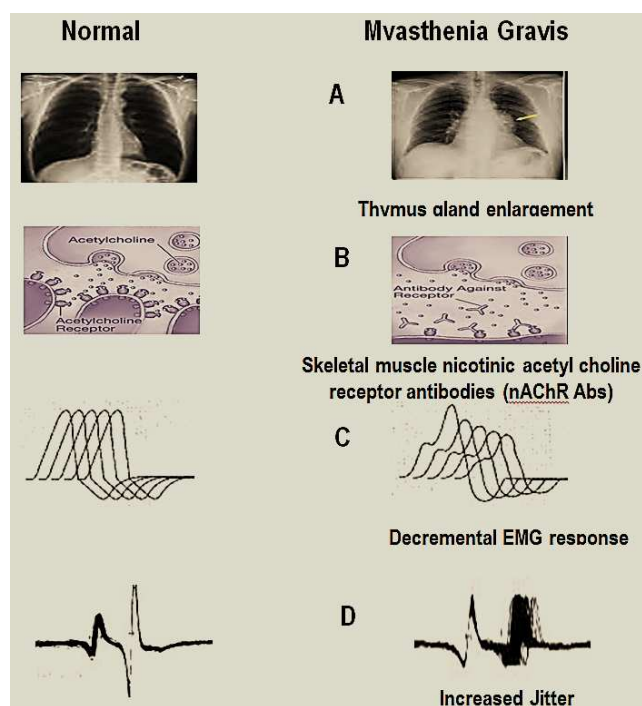 Normal
Mvasthenia Gravis
A
Thymus gland enlargement
Acetylcholine
Acetylcholine
Receptor
B
Antibody Against
Receptor
Skeletal muscle nicotinic acetyl choline
receptor antibodies (nAChR Abs)
C
Decremental EMG response
D
Increased Jitter